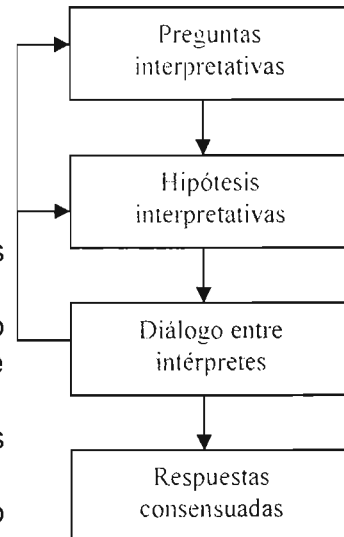 Preguntas
interpretativas
Hipótesis
interpretativas
s
o
Diálogo entre
e
intérpretes
s
Respuestas
consensuadas
o